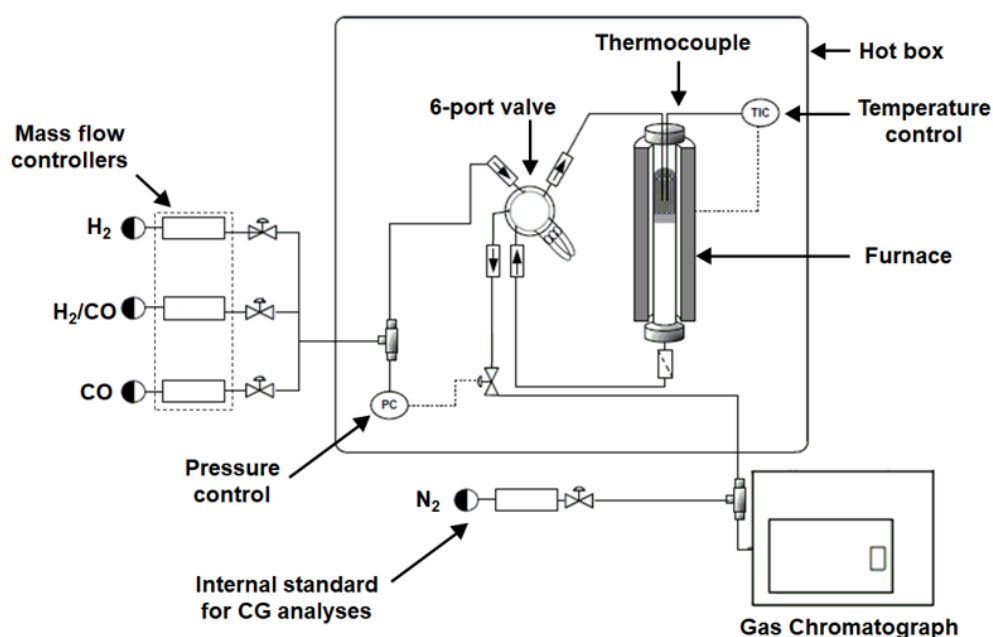 Thermocouple
Hot box
6-port valve
TIC
Temperature
control
Mass flow
controllers
H₂
Furnace
H₂/CO
CO
PC
Pressure
control
N₂
Internal standard
for CG analyses
Gas Chromatograph